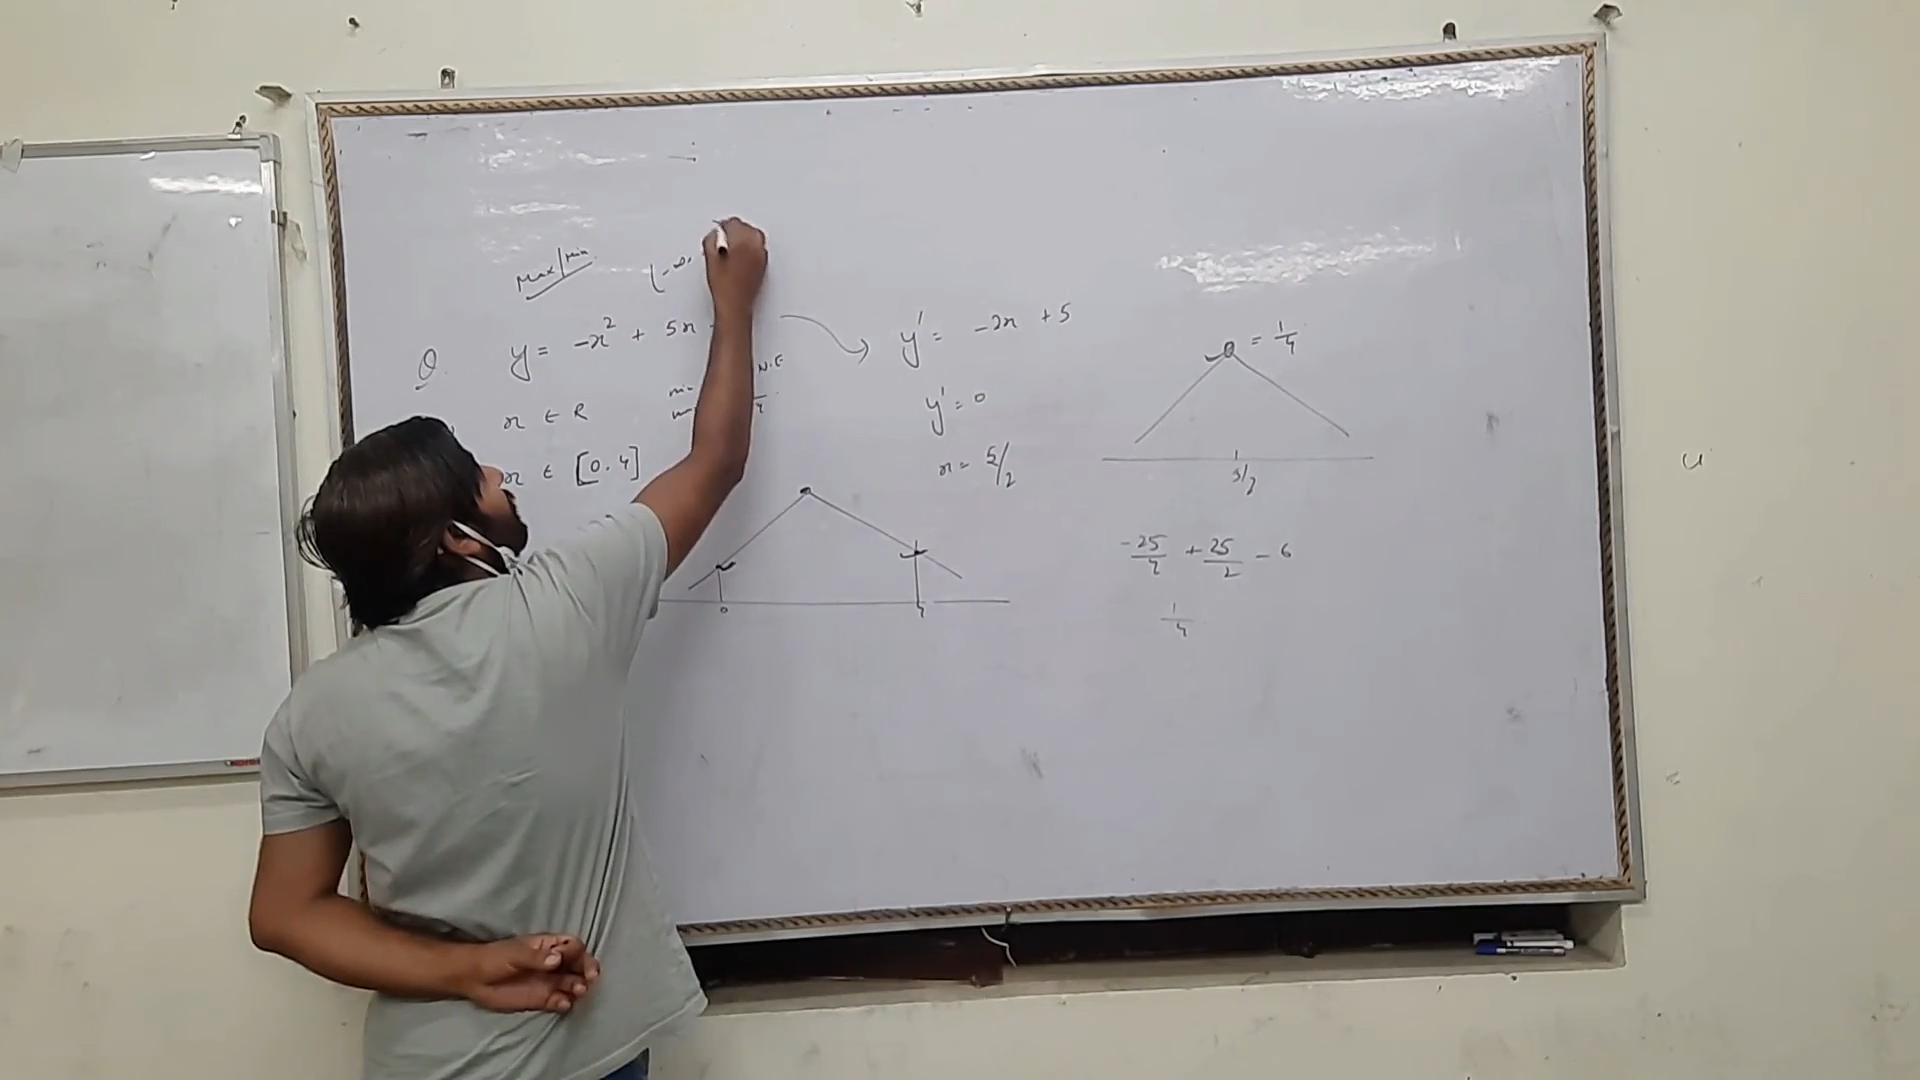 Max/min
(-∞,
Q. y = -x² + 5x
y' = -2x + 5
= 1/4
min N.E
x ∈ R
y' = 0
x ∈ [0, 4]
x = 5/2
5/2
-25/4 + 25/2 - 6
0 4
1/4